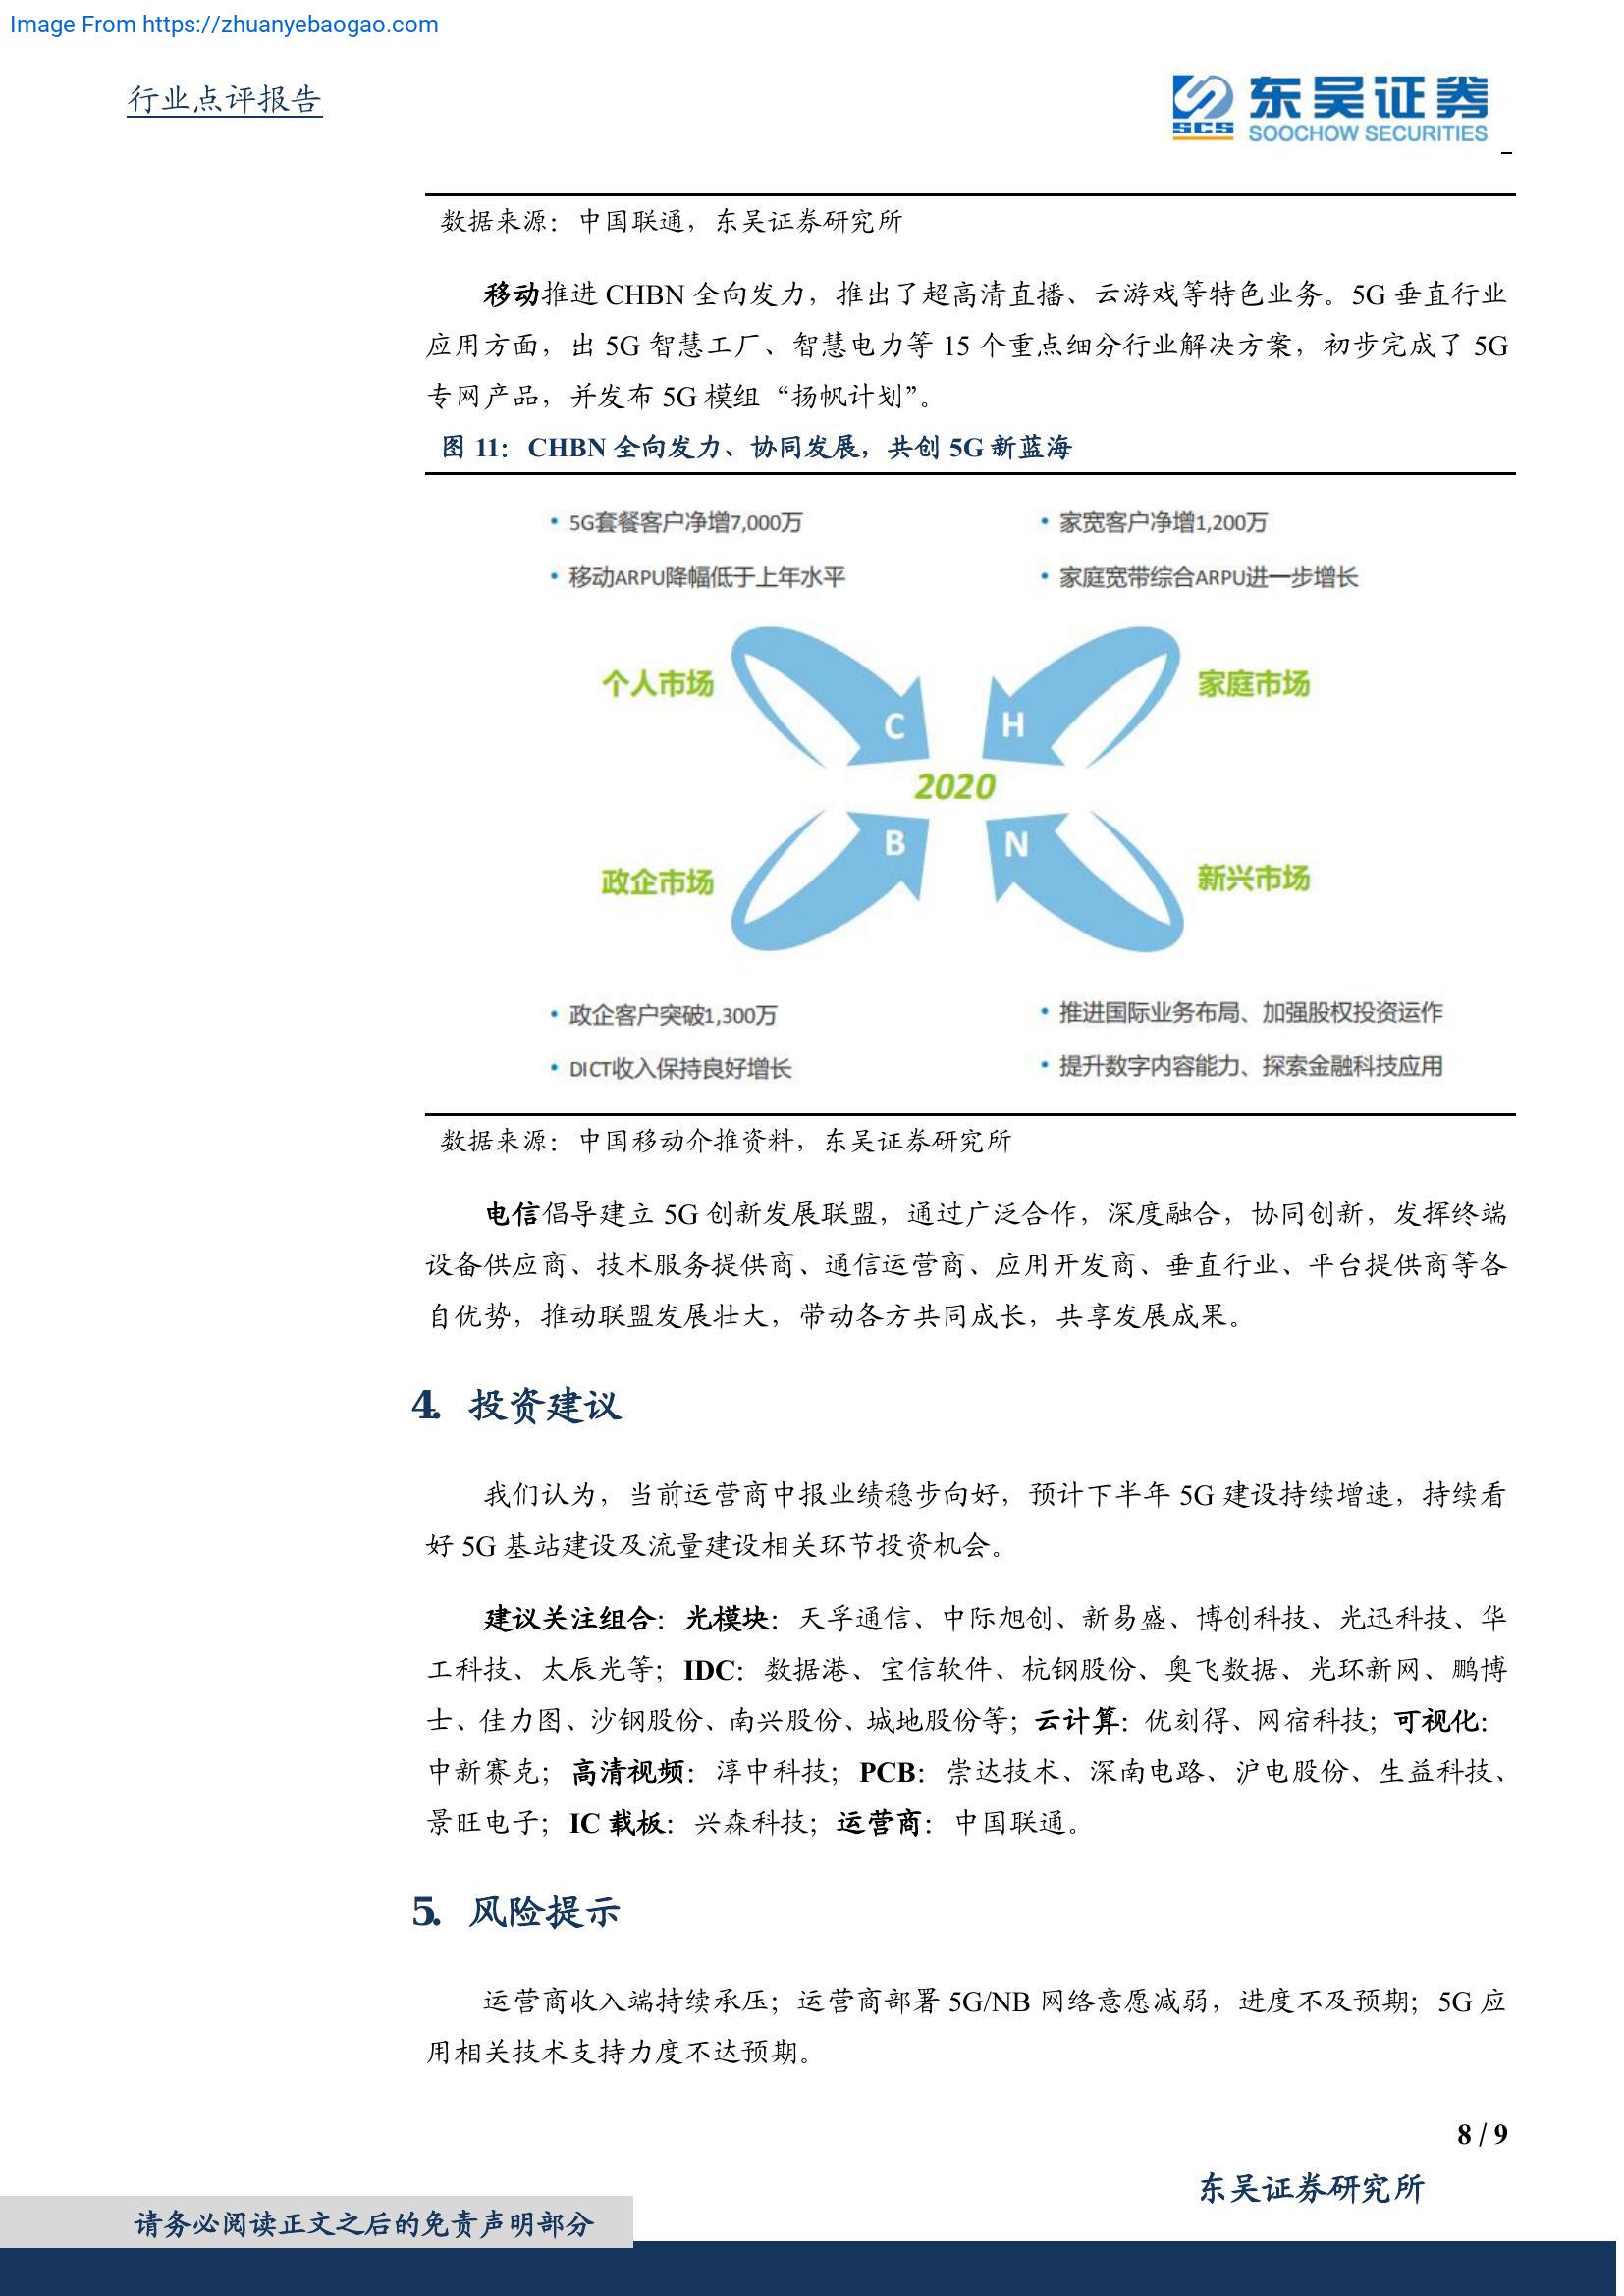 Image From https://zhuanyebaogao.com
行业点评报告
SCS
东吴证券
SOOCHOW SECURITIES
数据来源：中国联通，东吴证券研究所
移动推进 CHBN 全向发力，推出了超高清直播、云游戏等特色业务。5G 垂直行业
应用方面，出 5G 智慧工厂、智慧电力等 15 个重点细分行业解决方案，初步完成了 5G
专网产品，并发布 5G 模组“扬帆计划”。
图 11：CHBN 全向发力、协同发展，共创 5G 新蓝海
• 5G套餐客户净增7,000万
• 移动ARPU降幅低于上年水平
• 家宽客户净增1,200万
• 家庭宽带综合ARPU进一步增长
个人市场
C
H
家庭市场
2020
政企市场
B
N
新兴市场
• 政企客户突破1,300万
• DICT收入保持良好增长
• 推进国际业务布局、加强股权投资运作
• 提升数字内容能力、探索金融科技应用
数据来源：中国移动介推资料，东吴证券研究所
电信倡导建立 5G 创新发展联盟，通过广泛合作，深度融合，协同创新，发挥终端
设备供应商、技术服务提供商、通信运营商、应用开发商、垂直行业、平台提供商等各
自优势，推动联盟发展壮大，带动各方共同成长，共享发展成果。
4. 投资建议
我们认为，当前运营商中报业绩稳步向好，预计下半年 5G 建设持续增速，持续看
好 5G 基站建设及流量建设相关环节投资机会。
建议关注组合：光模块：天孚通信、中际旭创、新易盛、博创科技、光迅科技、华
工科技、太辰光等；IDC：数据港、宝信软件、杭钢股份、奥飞数据、光环新网、鹏博
士、佳力图、沙钢股份、南兴股份、城地股份等；云计算：优刻得、网宿科技；可视化：
中新赛克；高清视频：淳中科技；PCB：崇达技术、深南电路、沪电股份、生益科技、
景旺电子；IC 载板：兴森科技；运营商：中国联通。
5. 风险提示
运营商收入端持续承压；运营商部署 5G/NB 网络意愿减弱，进度不及预期；5G 应
用相关技术支持力度不达预期。
8 / 9
东吴证券研究所
请务必阅读正文之后的免责声明部分